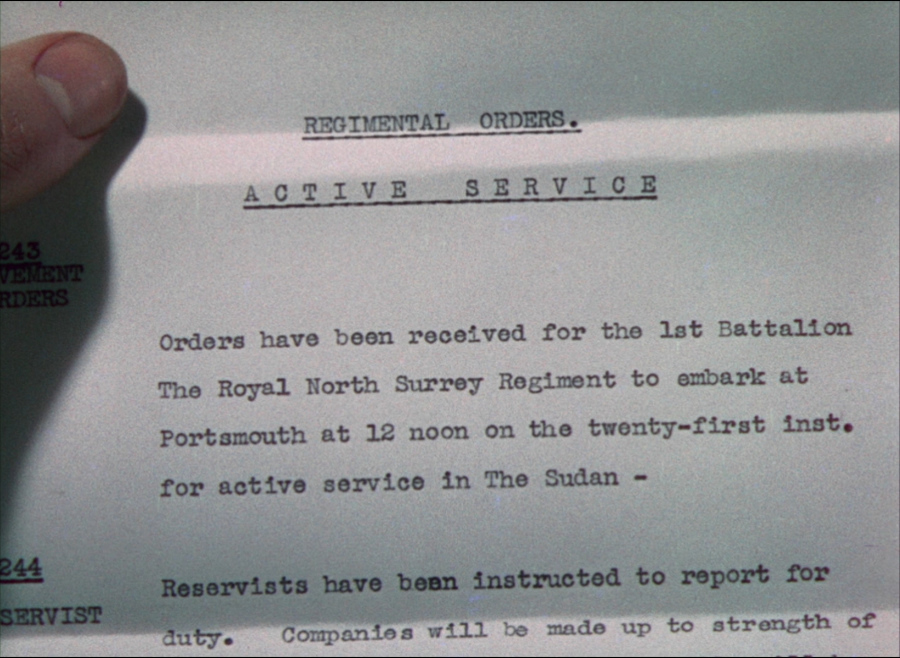 REGIMENTAL ORDERS.
ACTIVE SERVICE
243
VEMENT
RDERS
Orders have been received for the 1st Battalion
The Royal North Surrey Regiment to embark at
Portsmouth at 12 noon on the twenty-first inst.
for active service in The Sudan -
244
SERVIST
Reservists have been instructed to report for
duty. Companies will be made up to strength of